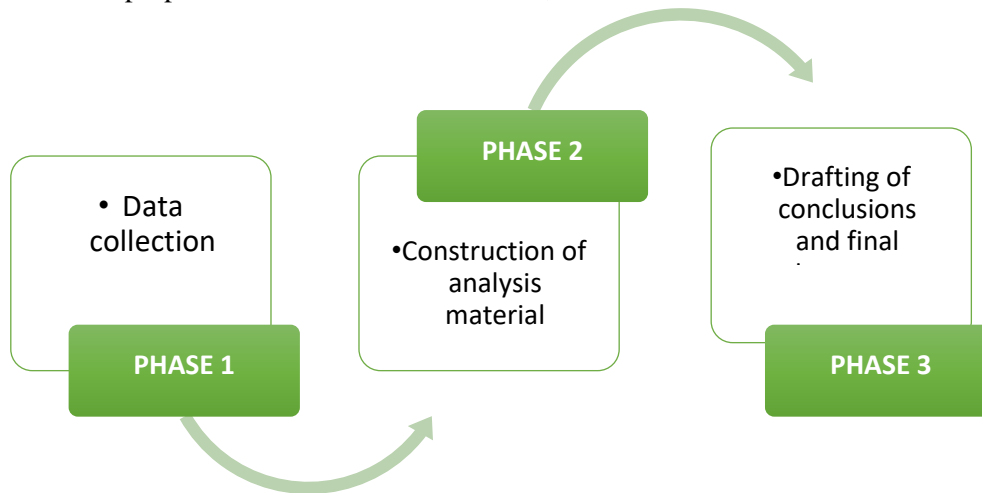 • Data
collection
PHASE 1
PHASE 2
•Construction of
analysis
material
•Drafting of
conclusions
and final
PHASE 3